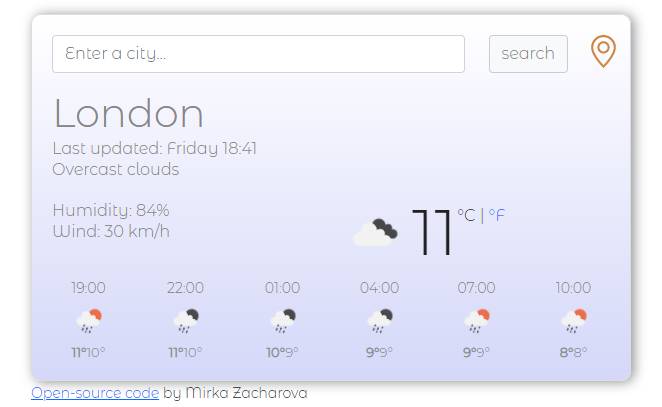 Enter a city...
search
London
Last updated: Friday 18:41
Overcast clouds
Humidity: 84%
Wind: 30 km/h
11 °C | °F
19:00 22:00 01:00 04:00 07:00 10:00
11°10° 11°10° 10°9° 9°9° 9°9° 8°8°
Open-source code by Mirka Zacharova